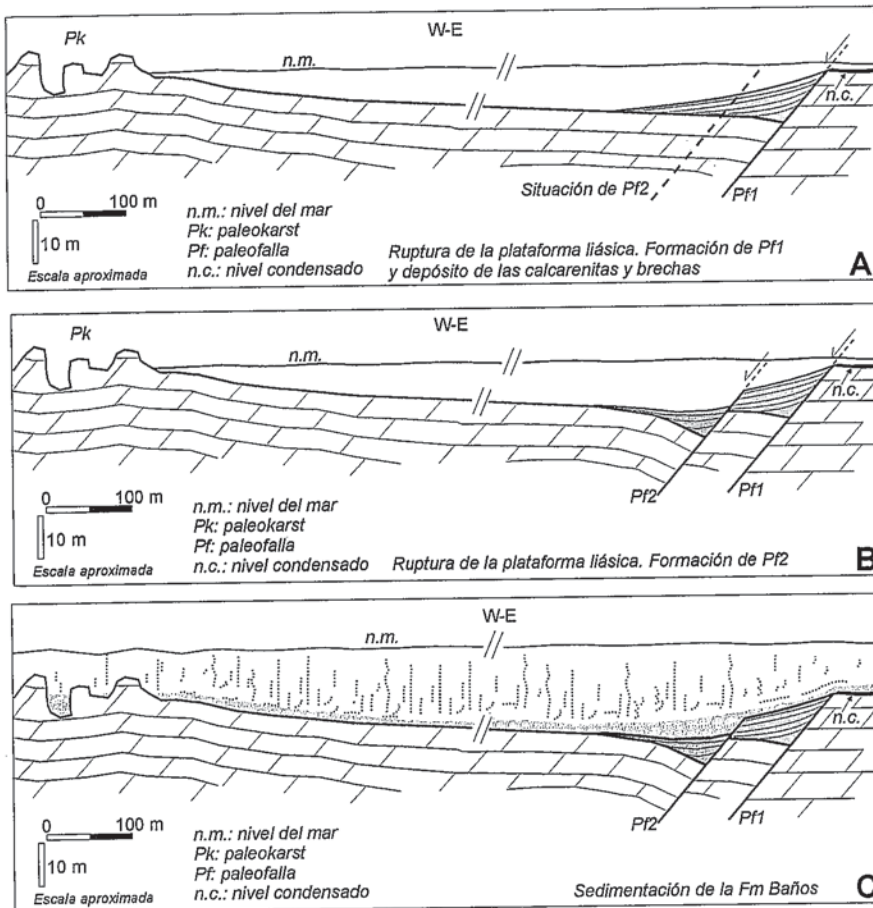 W-E
Pk
n.m.
n.c.
Situación de Pf2
Pf1
0 100 m
10 m
Escala aproximada
n.m.: nivel del mar
Pk: paleokarst
Pf: paleofalla
n.c.: nivel condensado
Ruptura de la plataforma liásica. Formación de Pf1
y depósito de las calcarenitas y brechas
A
W-E
Pk
n.m.
n.c.
Pf2
Pf1
0 100 m
10 m
Escala aproximada
n.m.: nivel del mar
Pk: paleokarst
Pf: paleofalla
n.c.: nivel condensado
Ruptura de la plataforma liásica. Formación de Pf2
B
W-E
n.m.
n.c.
Pf2
Pf1
0 100 m
10 m
Escala aproximada
n.m.: nivel del mar
Pk: paleokarst
Pf: paleofalla
n.c.: nivel condensado
Sedimentación de la Fm Baños
C